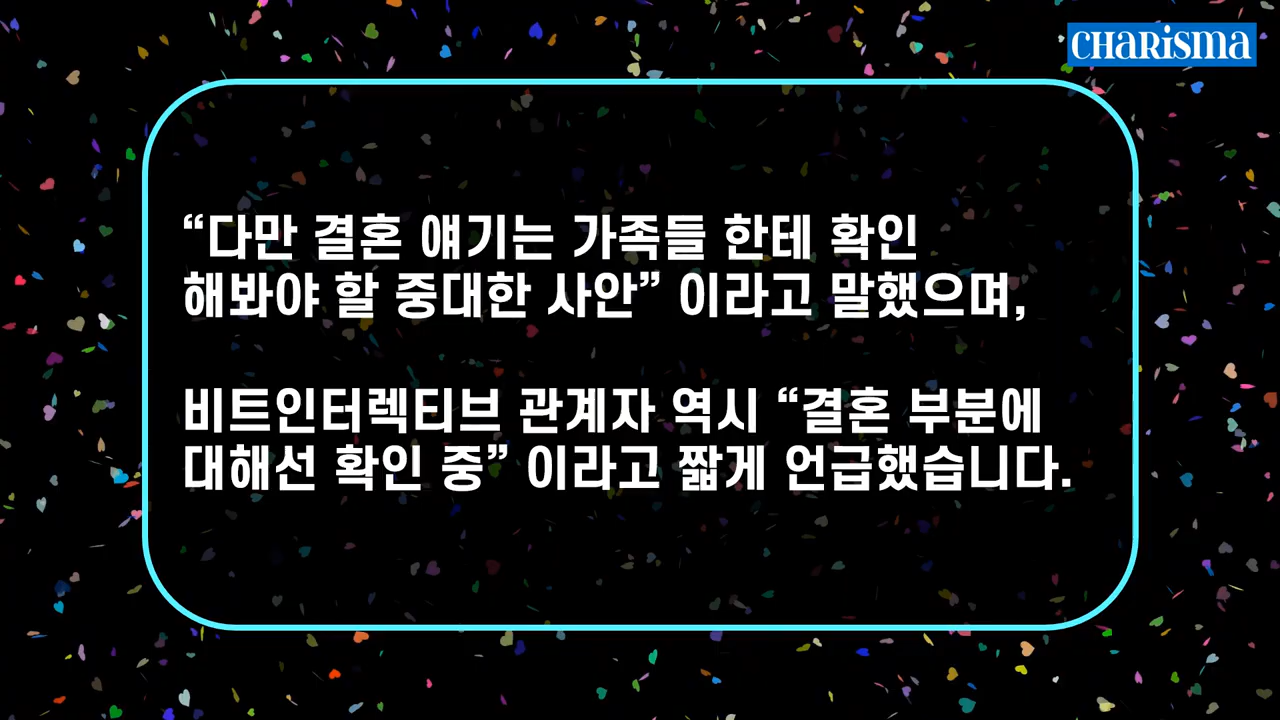 CHARiSMA
“다만 결혼 얘기는 가족들 한테 확인
해봐야 할 중대한 사안” 이라고 말했으며,
비트인터렉티브 관계자 역시 “결혼 부분에
대해선 확인 중” 이라고 짧게 언급했습니다.